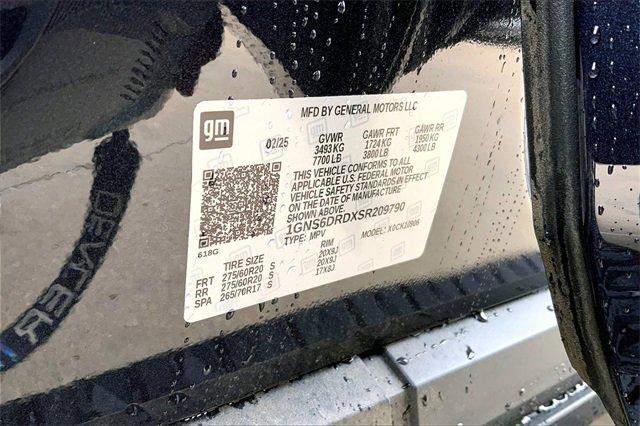 MFD BY GENERAL MOTORS LLC
gm
02/25
GVWR GAWR FRT GAWR RR
3493 KG 1724 KG 1950 KG
7700 LB 3800 LB 4300 LB
THIS VEHICLE CONFORMS TO ALL
APPLICABLE U.S. FEDERAL MOTOR
VEHICLE SAFETY STANDARDS IN EFFECT
ON THE DATE OF MANUFACTURE
SHOWN ABOVE.
1GNS6DRDXSR209790
TYPE: MPV MODEL: X0CK10906
618G
TIRE SIZE RIM
FRT 275/60R20 S 20X9J
RR 275/60R20 S 20X9J
SPA 265/70R17 S 17X8J
DEALER